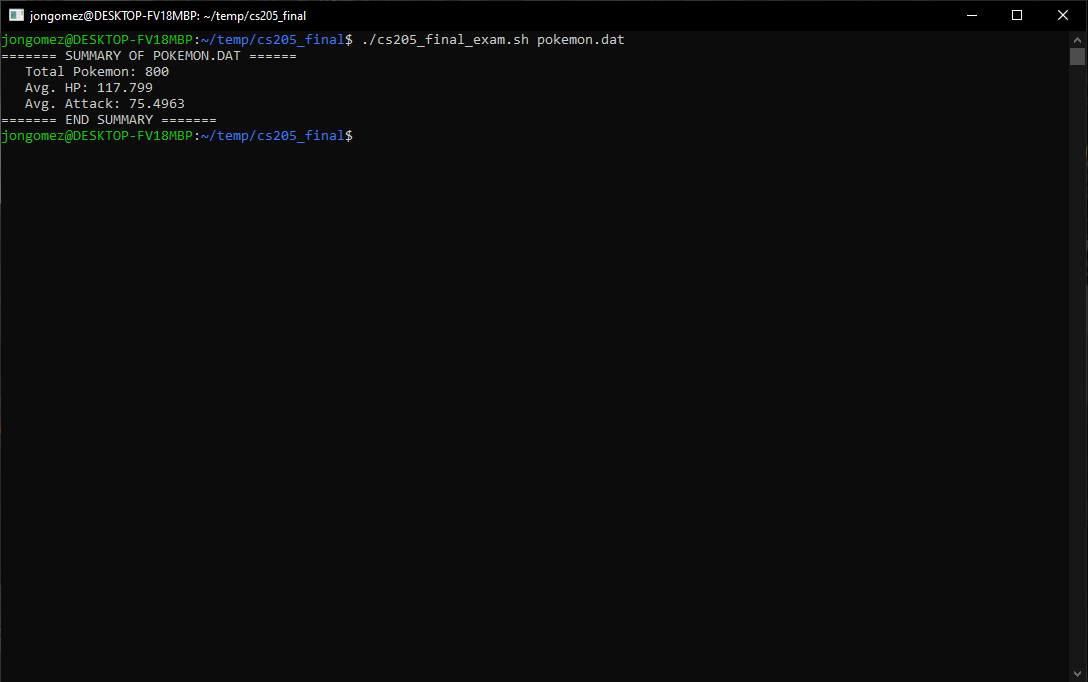 jongomez@DESKTOP-FV18MBP: ~/temp/cs205_final
jongomez@DESKTOP-FV18MBP:~/temp/cs205_final$ ./cs205_final_exam.sh pokemon.dat
======= SUMMARY OF POKEMON.DAT ======
   Total Pokemon: 800
   Avg. HP: 117.799
   Avg. Attack: 75.4963
======= END SUMMARY =======
jongomez@DESKTOP-FV18MBP:~/temp/cs205_final$